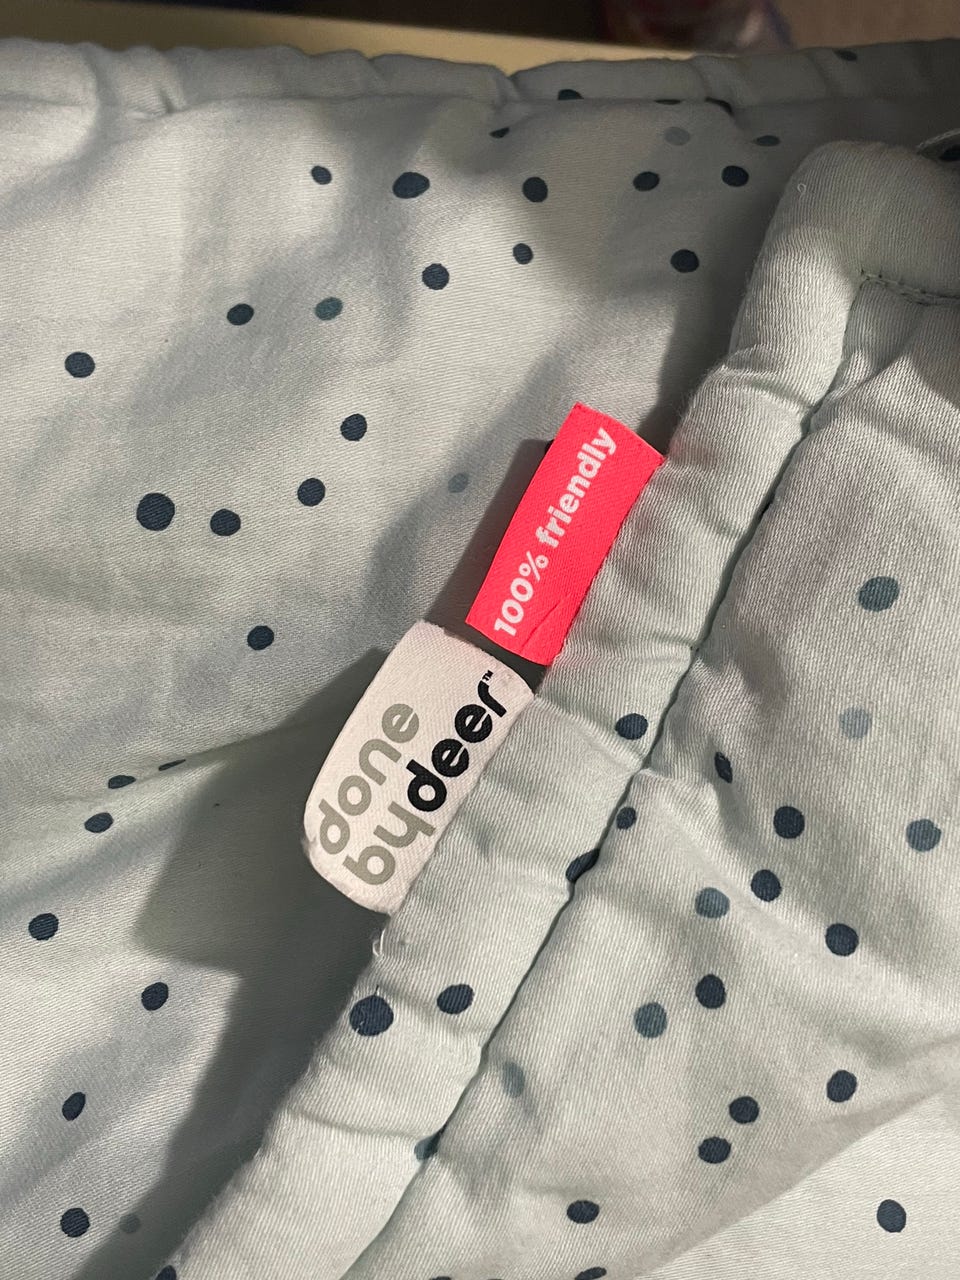 100% friendly
done
bydeer™